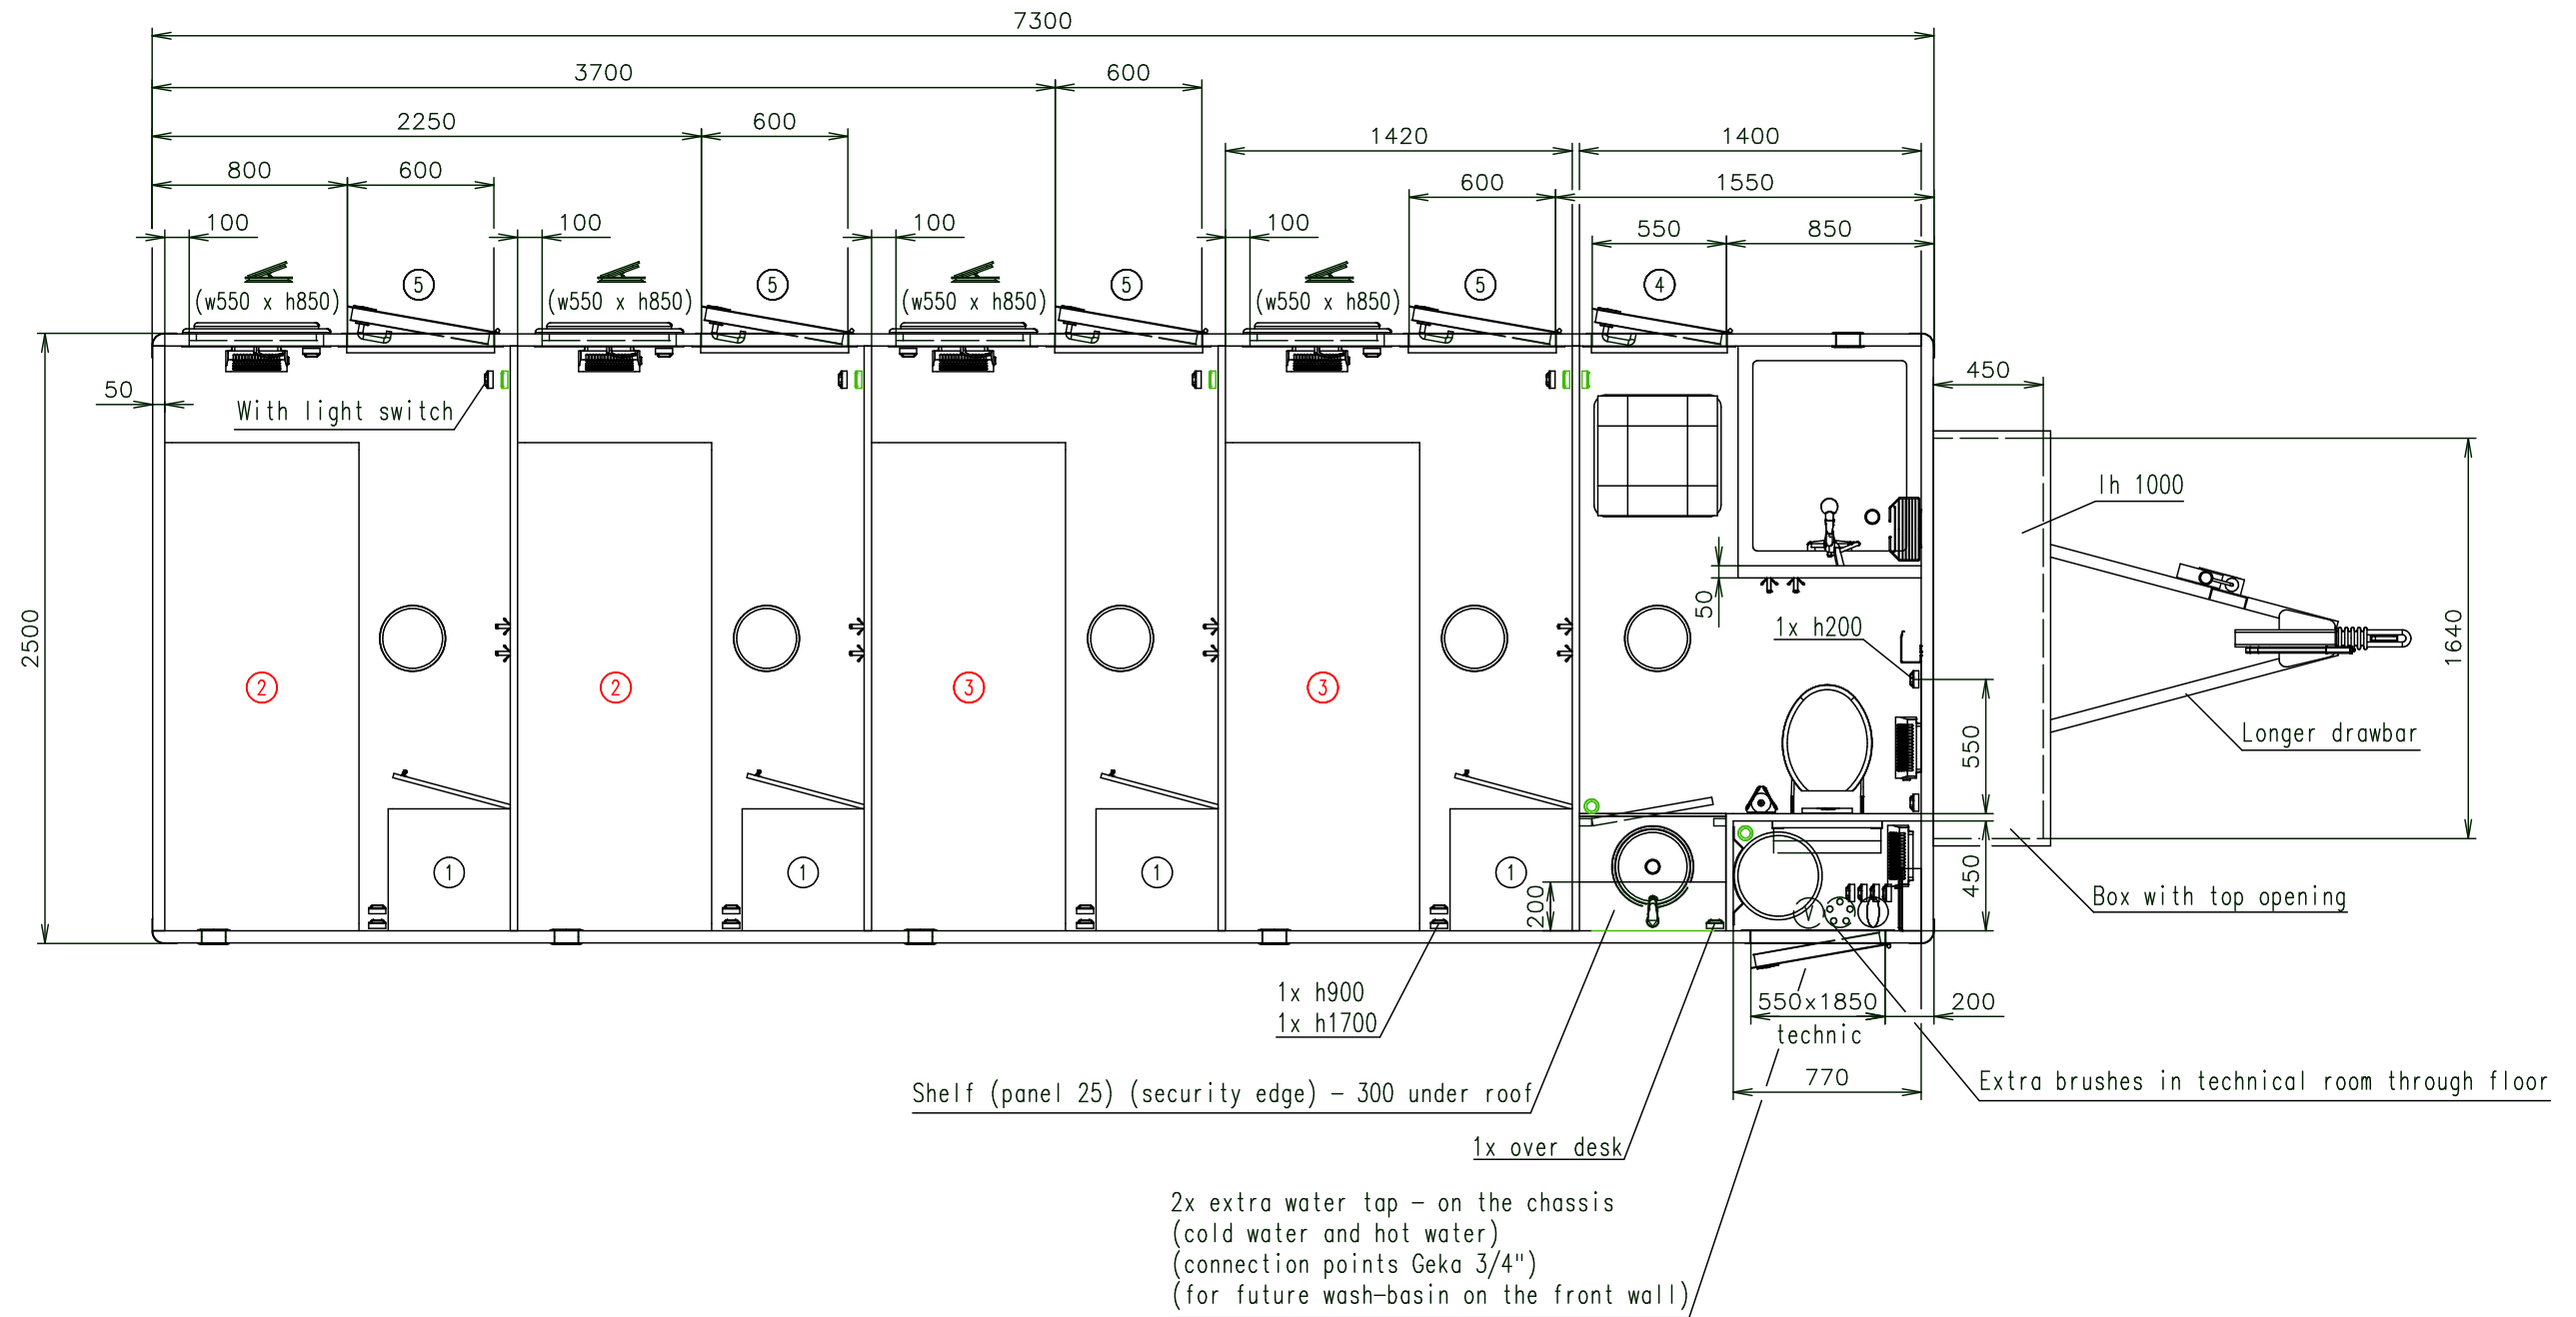 7300
3700 600
2250 600 1420 1400
800 600 600 1550
100 100 100 100 550 850
5 5 5 5 4
(w550 x h850) (w550 x h850) (w550 x h850) (w550 x h850)
50 450
With light switch
lh 1000
2500 50 1640
1x h200
2 2 3 3
Longer drawbar
550
1 1 1 1
450
200
Box with top opening
V
1x h900
1x h1700
550x1850 200
technic
770
Extra brushes in technical room through floor
Shelf (panel 25) (security edge) – 300 under roof
1x over desk
2x extra water tap – on the chassis
(cold water and hot water)
(connection points Geka 3/4")
(for future wash–basin on the front wall)